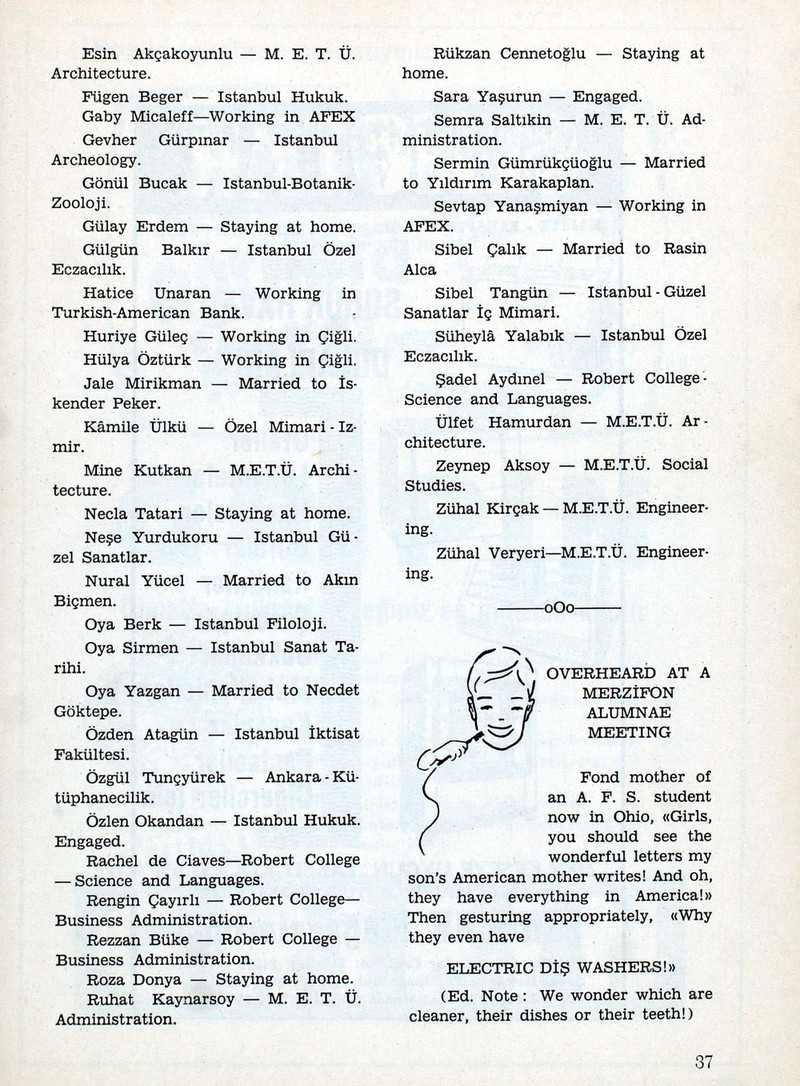 Esin Akçakoyunlu — M. E. T. Ü.
Architecture.
Fügen Beger — Istanbul Hukuk.
Gaby Micaleff—Working in AFEX
Gevher Gürpınar — Istanbul
Archeology.
Gönül Bucak — Istanbul-Botanik-
Zooloji.
Gülay Erdem — Staying at home.
Gülgün Balkır — Istanbul Özel
Eczacılık.
Hatice Unaran — Working in
Turkish-American Bank.
Huriye Güleç — Working in Çiğli.
Hülya Öztürk — Working in Çiğli.
Jale Mirikman — Married to İs-
kender Peker.
Kâmile Ülkü — Özel Mimari - Iz-
mir.
Mine Kutkan — M.E.T.Ü. Archi -
tecture.
Necla Tatari — Staying at home.
Neşe Yurdukoru — Istanbul Gü -
zel Sanatlar.
Nural Yücel — Married to Akın
Biçmen.
Oya Berk — Istanbul Filoloji.
Oya Sirmen — Istanbul Sanat Ta-
rihi.
Oya Yazgan — Married to Necdet
Göktepe.
Özden Atagün — Istanbul İktisat
Fakültesi.
Özgül Tunçyürek — Ankara - Kü-
tüphanecilik.
Özlen Okandan — Istanbul Hukuk.
Engaged.
Rachel de Ciaves—Robert College
— Science and Languages.
Rengin Çayırlı — Robert College—
Business Administration.
Rezzan Büke — Robert College —
Business Administration.
Roza Donya — Staying at home.
Ruhat Kaynarsoy — M. E. T. Ü.
Administration.
Rükzan Cennetoğlu — Staying at
home.
Sara Yaşurun — Engaged.
Semra Saltıkin — M. E. T. Ü. Ad-
ministration.
Sermin Gümrükçüoğlu — Married
to Yıldırım Karakaplan.
Sevtap Yanaşmiyan — Working in
AFEX.
Sibel Çalık — Married to Rasin
Alca
Sibel Tangün — Istanbul - Güzel
Sanatlar İç Mimari.
Süheylâ Yalabık — Istanbul Özel
Eczacılık.
Şadel Aydınel — Robert College -
Science and Languages.
Ülfet Hamurdan — M.E.T.Ü. Ar -
chitecture.
Zeynep Aksoy — M.E.T.Ü. Social
Studies.
Zühal Kirçak — M.E.T.Ü. Engineer-
ing.
Zühal Veryeri—M.E.T.Ü. Engineer-
ing.
———oOo———
OVERHEARD AT A
MERZİFON
ALUMNAE
MEETING
Fond mother of
an A. F. S. student
now in Ohio, «Girls,
you should see the
wonderful letters my
son's American mother writes! And oh,
they have everything in America!»
Then gesturing appropriately, «Why
they even have
ELECTRIC DİŞ WASHERS!»
(Ed. Note : We wonder which are
cleaner, their dishes or their teeth!)
37